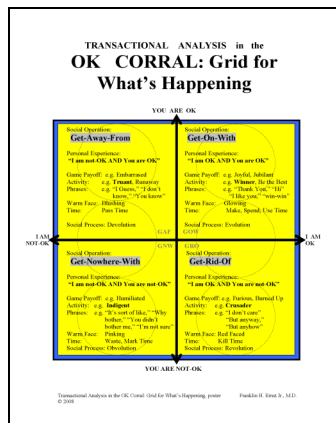 TRANSACTIONAL ANALYSIS in the
OK CORRAL: Grid for
What's Happening
YOU ARE OK
Social Operation:
Get-Away-From
Personal Experience:
"I am not-OK AND You are OK"
Game Payoff: e.g. Embarrased
Activity: e.g. Truant, Runaway
Phrases: e.g. "I Guess," "I don't
know," "You know"
Warm Face: Blushing
Time: Pass Time
Social Process: Devolution
GAF
Social Operation:
Get-On-With
Personal Experience:
"I am OK AND You are OK"
Game Payoff: e.g. Joyful, Jubilant
Activity: e.g. Winner, Be the Best
Phrases: e.g. "Thank You," "Hi"
"I like you," "win-win"
Warm Face: Glowing
Time: Make, Spend, Use Time
Social Process: Evolution
GOW
I AM
NOT-OK
I AM
OK
GNW
Social Operation:
Get-Nowhere-With
Personal Experience:
"I am not-OK AND You are not-OK"
Game Payoff: e.g. Humiliated
Activity: e.g. Indigent
Phrases: e.g. "It's sort of like," "Why
bother," "You didn't
bother me," "I'm not sure"
Warm Face: Pinking
Time: Waste, Mark Time
Social Process: Obvolution
GRO
Social Operation:
Get-Rid-Of
Personal Experience:
"I am OK AND You are not-OK"
Game Payoff: e.g. Furious, Burned Up
Activity: e.g. Crusader
Phrases: e.g. "I don't care"
"But anyway,"
"But anyhow"
Warm Face: Red Faced
Time: Kill Time
Social Process: Revolution
YOU ARE NOT-OK
Transactional Analysis in the OK Corral: Grid for What's Happening, poster Franklin H. Ernst Jr., M.D.
© 2008